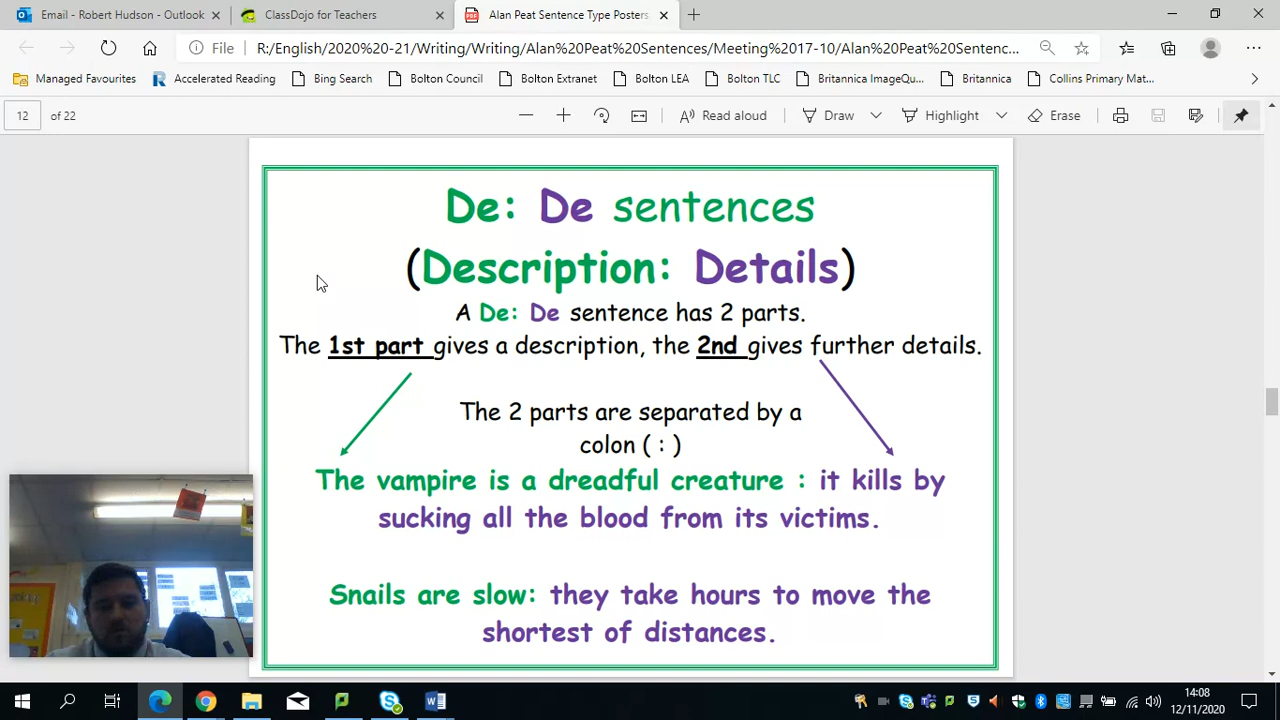 Email - Robert Hudson - Outlook
ClassDojo for Teachers
Alan Peat Sentence Type Posters.
File
R:/English/2020%20-21/Writing/Writing/Alan%20Peat%20Sentences/Meeting%2017-10/Alan%20Peat%20Sentenc...
Managed Favourites
Accelerated Reading
Bing Search
Bolton Council
Bolton Extranet
Bolton LEA
Bolton TLC
Britannica ImageQu...
Britannica
Collins Primary Mat...
12 of 22
Read aloud
Draw
Highlight
Erase
De: De sentences
(Description: Details)
A De: De sentence has 2 parts.
The 1st part gives a description, the 2nd gives further details.
The 2 parts are separated by a
colon ( : )
The vampire is a dreadful creature : it kills by
sucking all the blood from its victims.
Snails are slow: they take hours to move the
shortest of distances.
14:08
12/11/2020